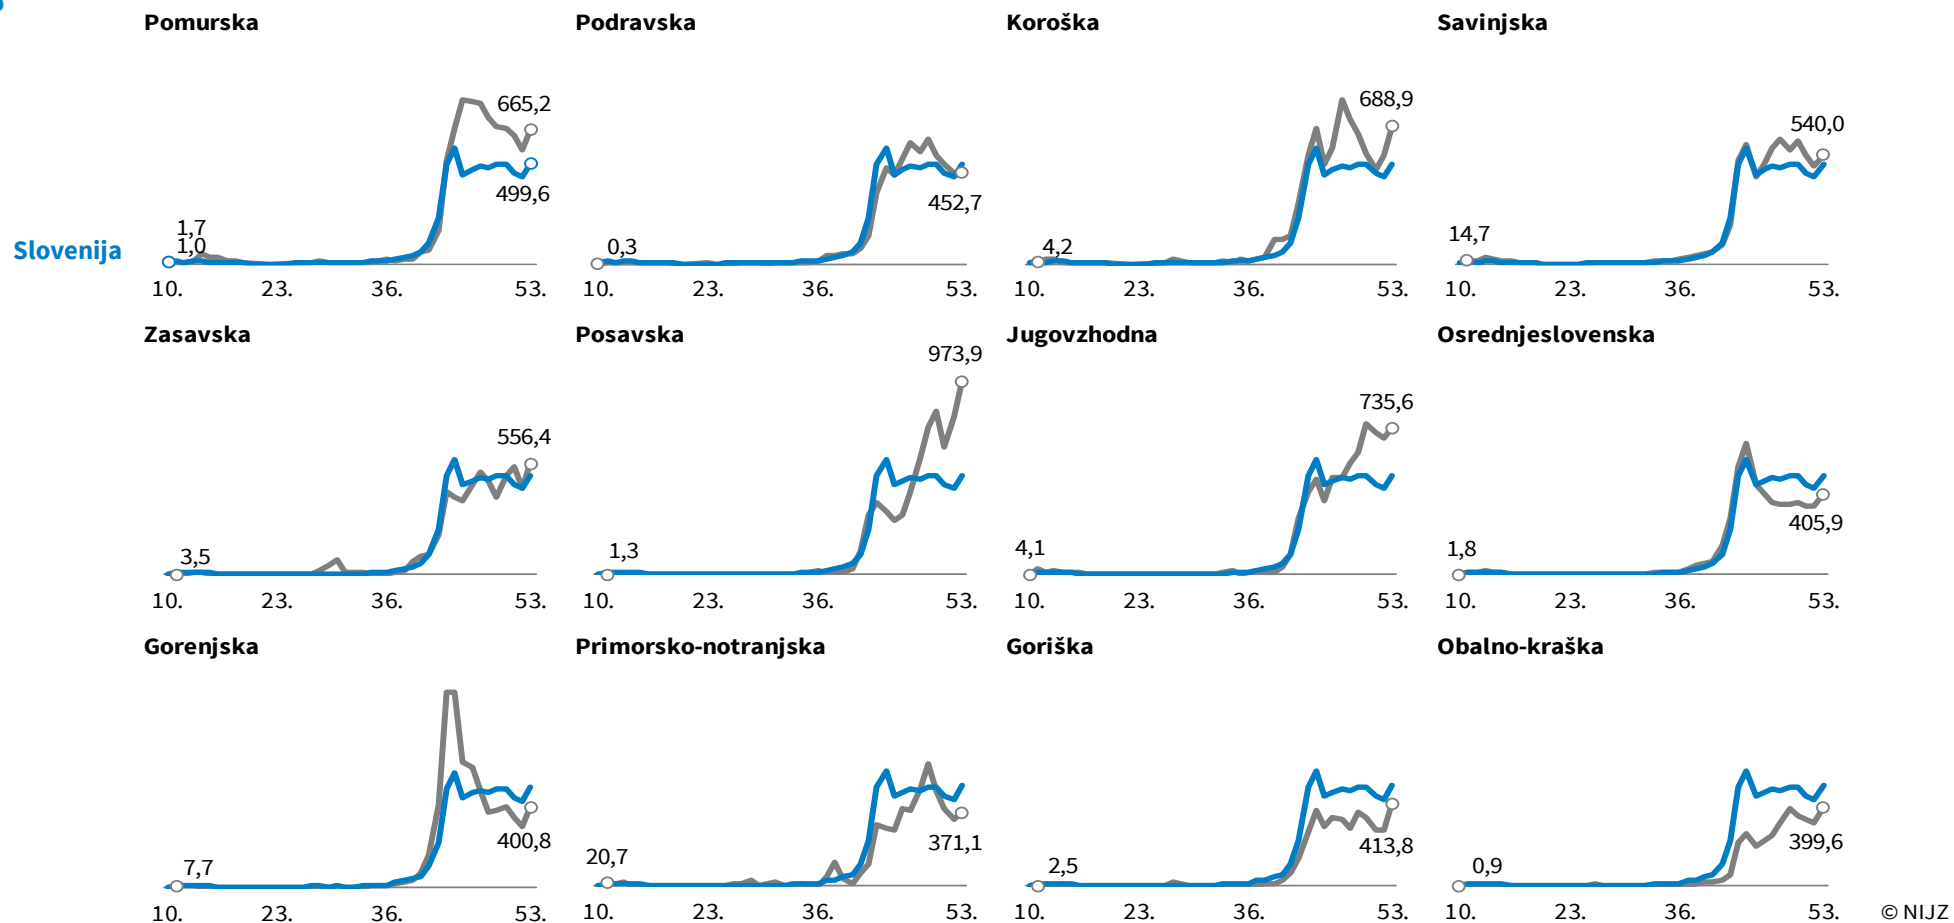 Pomurska
Podravska
Koroška
Savinjska
665,2
688,9
540,0
499,6
452,7
1,7
1,0
0,3
4,2
14,7
Slovenija
10. 23. 36. 53.
10. 23. 36. 53.
10. 23. 36. 53.
10. 23. 36. 53.
Zasavska
Posavska
Jugovzhodna
Osrednjeslovenska
556,4
973,9
735,6
405,9
3,5
1,3
4,1
1,8
10. 23. 36. 53.
10. 23. 36. 53.
10. 23. 36. 53.
10. 23. 36. 53.
Gorenjska
Primorsko-notranjska
Goriška
Obalno-kraška
400,8
371,1
413,8
399,6
7,7
20,7
2,5
0,9
10. 23. 36. 53.
10. 23. 36. 53.
10. 23. 36. 53.
10. 23. 36. 53.
© NIJZ